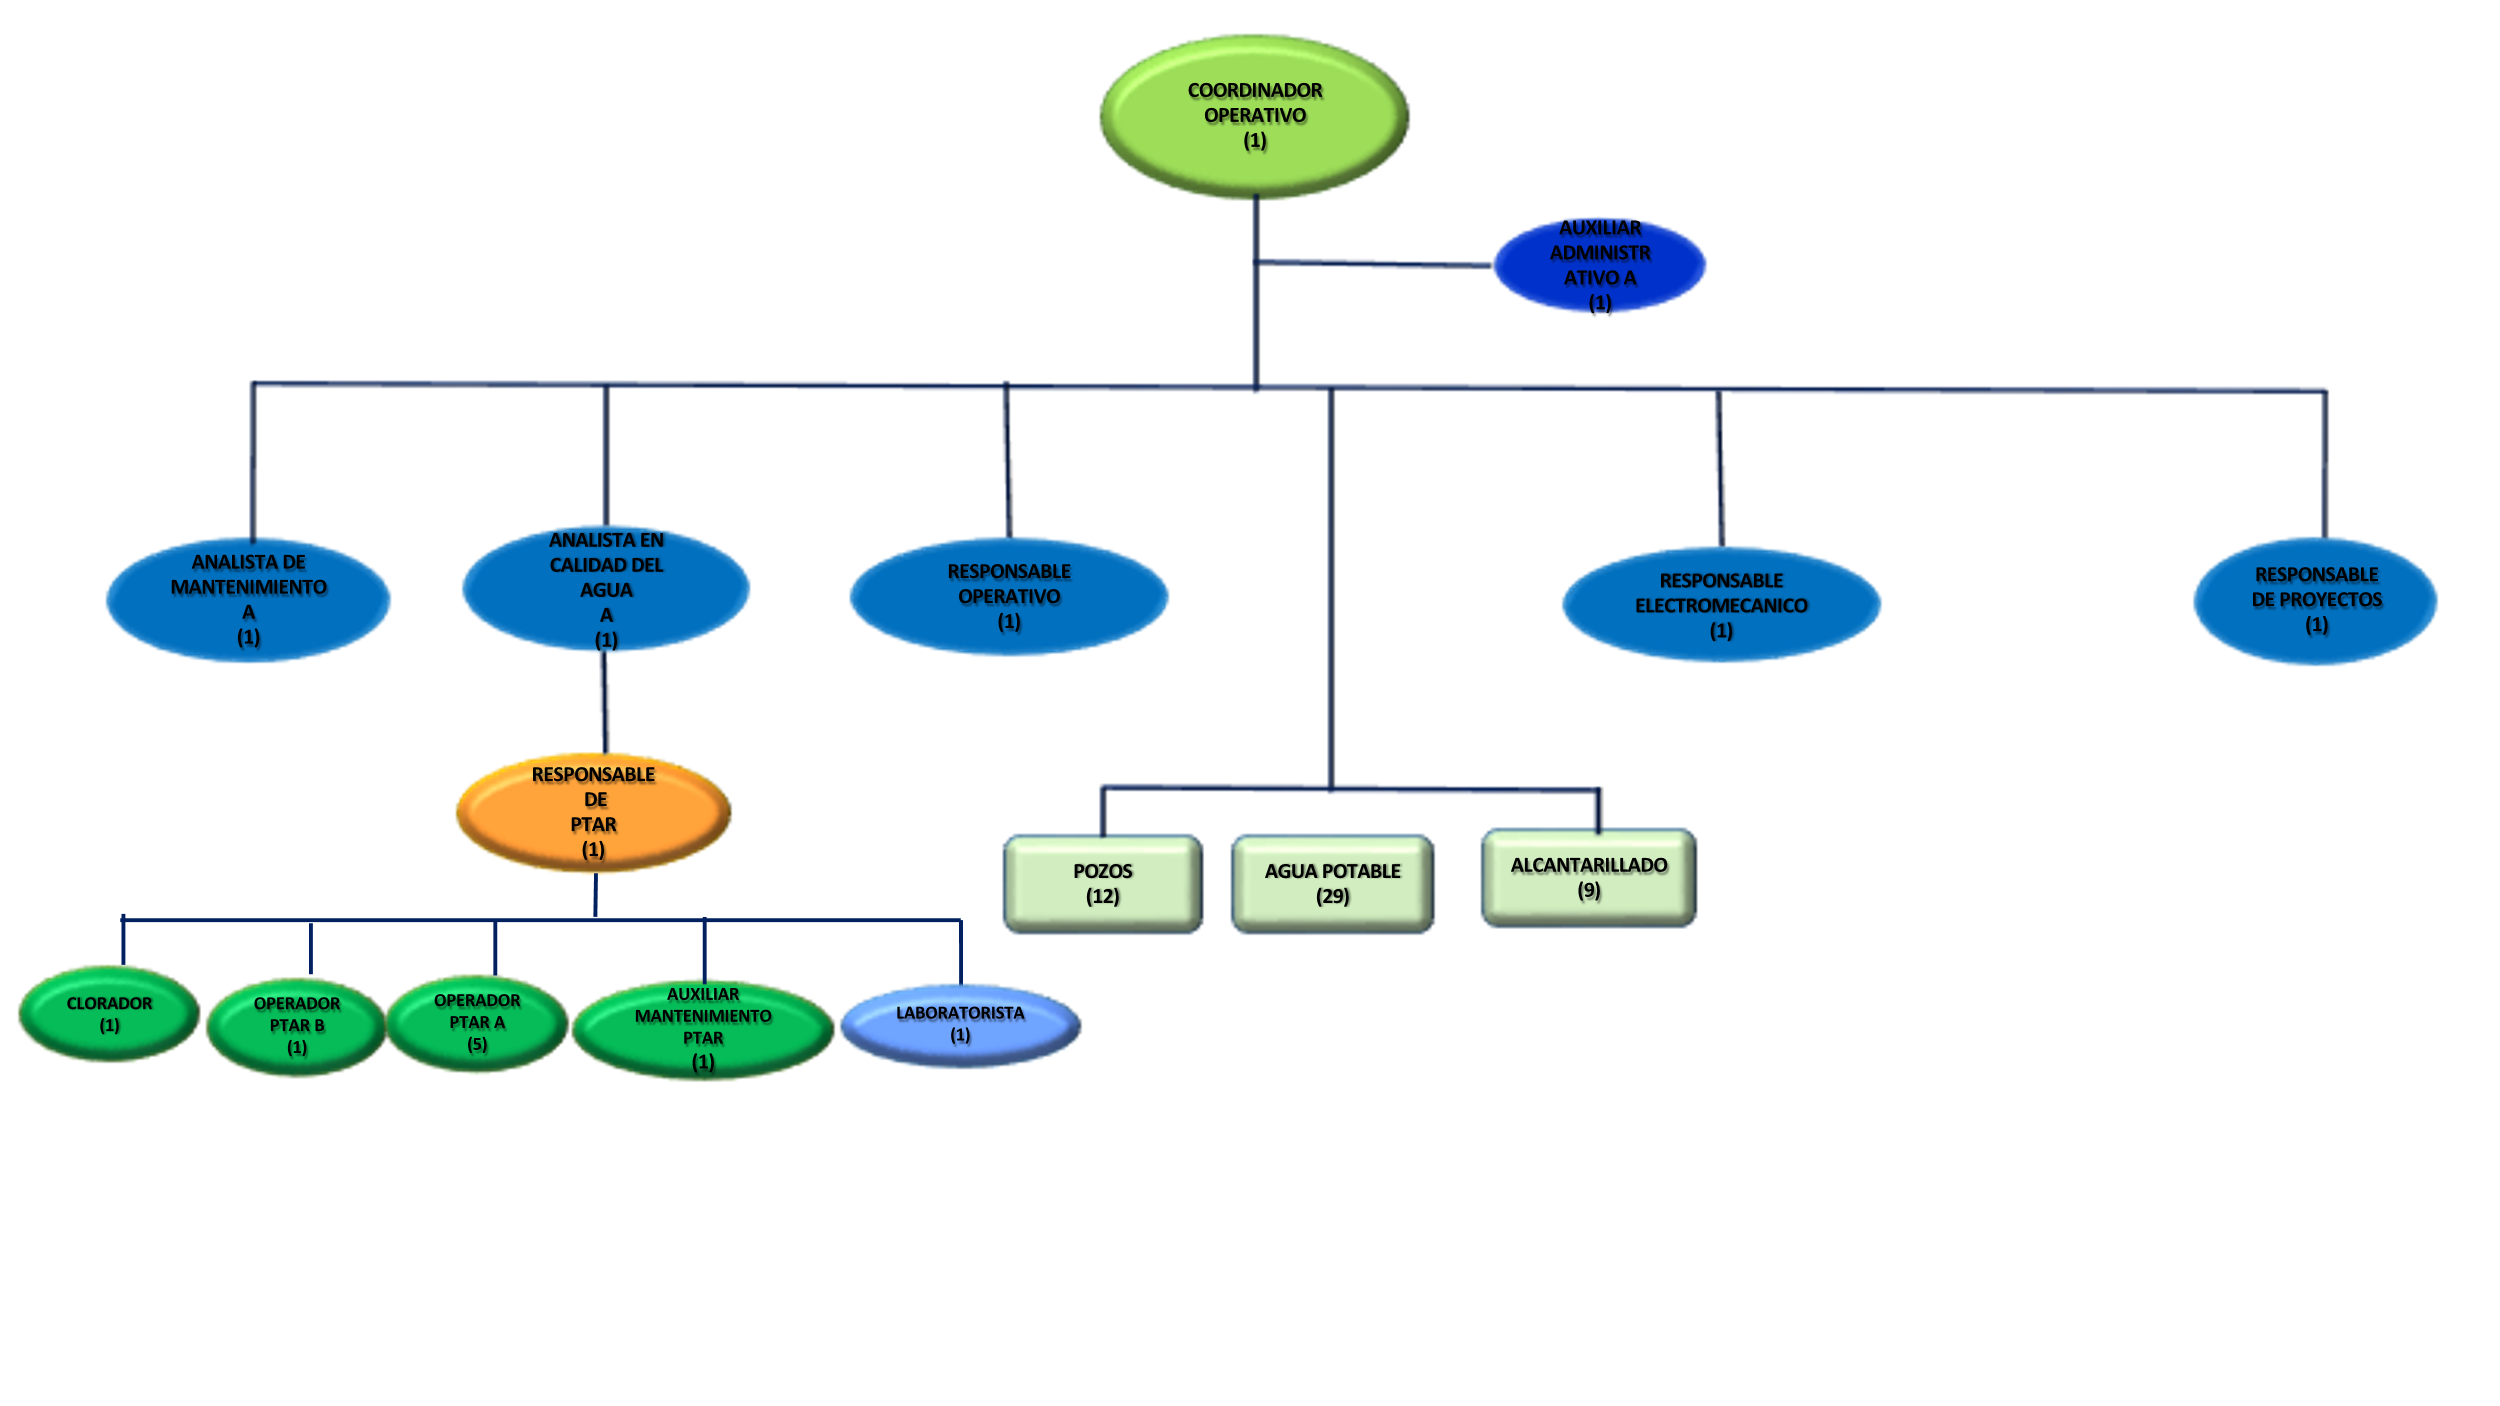 COORDINADOR
OPERATIVO
(1)
AUXILIAR
ADMINISTR
ATIVO A
(1)
ANALISTA DE
MANTENIMIENTO
A
(1)
ANALISTA EN
CALIDAD DEL
AGUA
A
(1)
RESPONSABLE
OPERATIVO
(1)
RESPONSABLE
ELECTROMECANICO
(1)
RESPONSABLE
DE PROYECTOS
(1)
RESPONSABLE
DE
PTAR
(1)
POZOS
(12)
AGUA POTABLE
(29)
ALCANTARILLADO
(9)
CLORADOR
(1)
OPERADOR
PTAR B
(1)
OPERADOR
PTAR A
(5)
AUXILIAR
MANTENIMIENTO
PTAR
(1)
LABORATORISTA
(1)